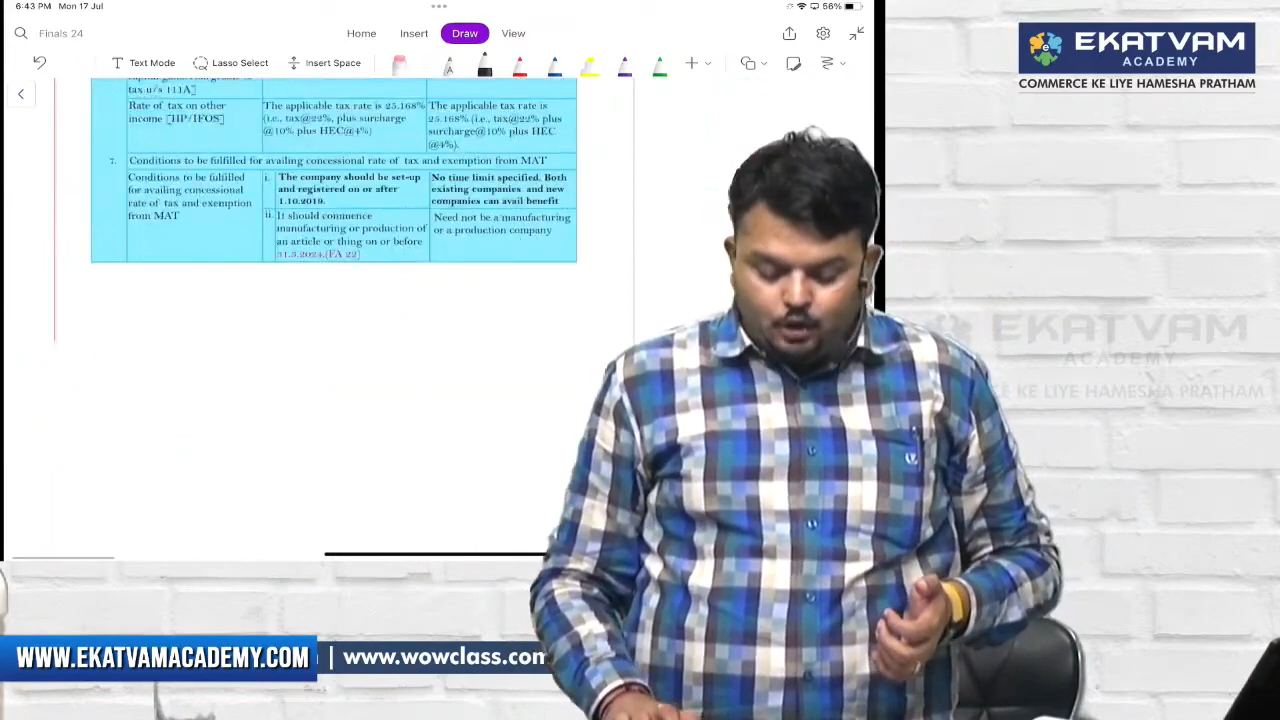 6:43 PM Mon 17 Jul
56%
Finals 24
Home
Insert
Draw
View
Text Mode
Lasso Select
Insert Space
tax u/s 111A]
Rate of tax on other
income [HP/IFOS]
The applicable tax rate is 25.168%
(i.e., tax@22%, plus surcharge
@10% plus HEC@4%)
The applicable tax rate is
25.168% (i.e., tax@22% plus
surcharge@10% plus HEC
@4%).
7.
Conditions to be fulfilled for availing concessional rate of tax and exemption from MAT
Conditions to be fulfilled
for availing concessional
rate of tax and exemption
from MAT
i.
The company should be set-up
and registered on or after
1.10.2019.
No time limit specified. Both
existing companies and new
companies can avail benefit
ii.
It should commence
manufacturing or production of
an article or thing on or before
31.3.2024.(FA 22)
Need not be a manufacturing
or a production company
EKATVAM
ACADEMY
COMMERCE KE LIYE HAMESHA PRATHAM
EKATVAM
ACADEMY
CE KE LIYE HAMESHA PRATHAM
WWW.EKATVAMACADEMY.COM
| www.wowclass.com